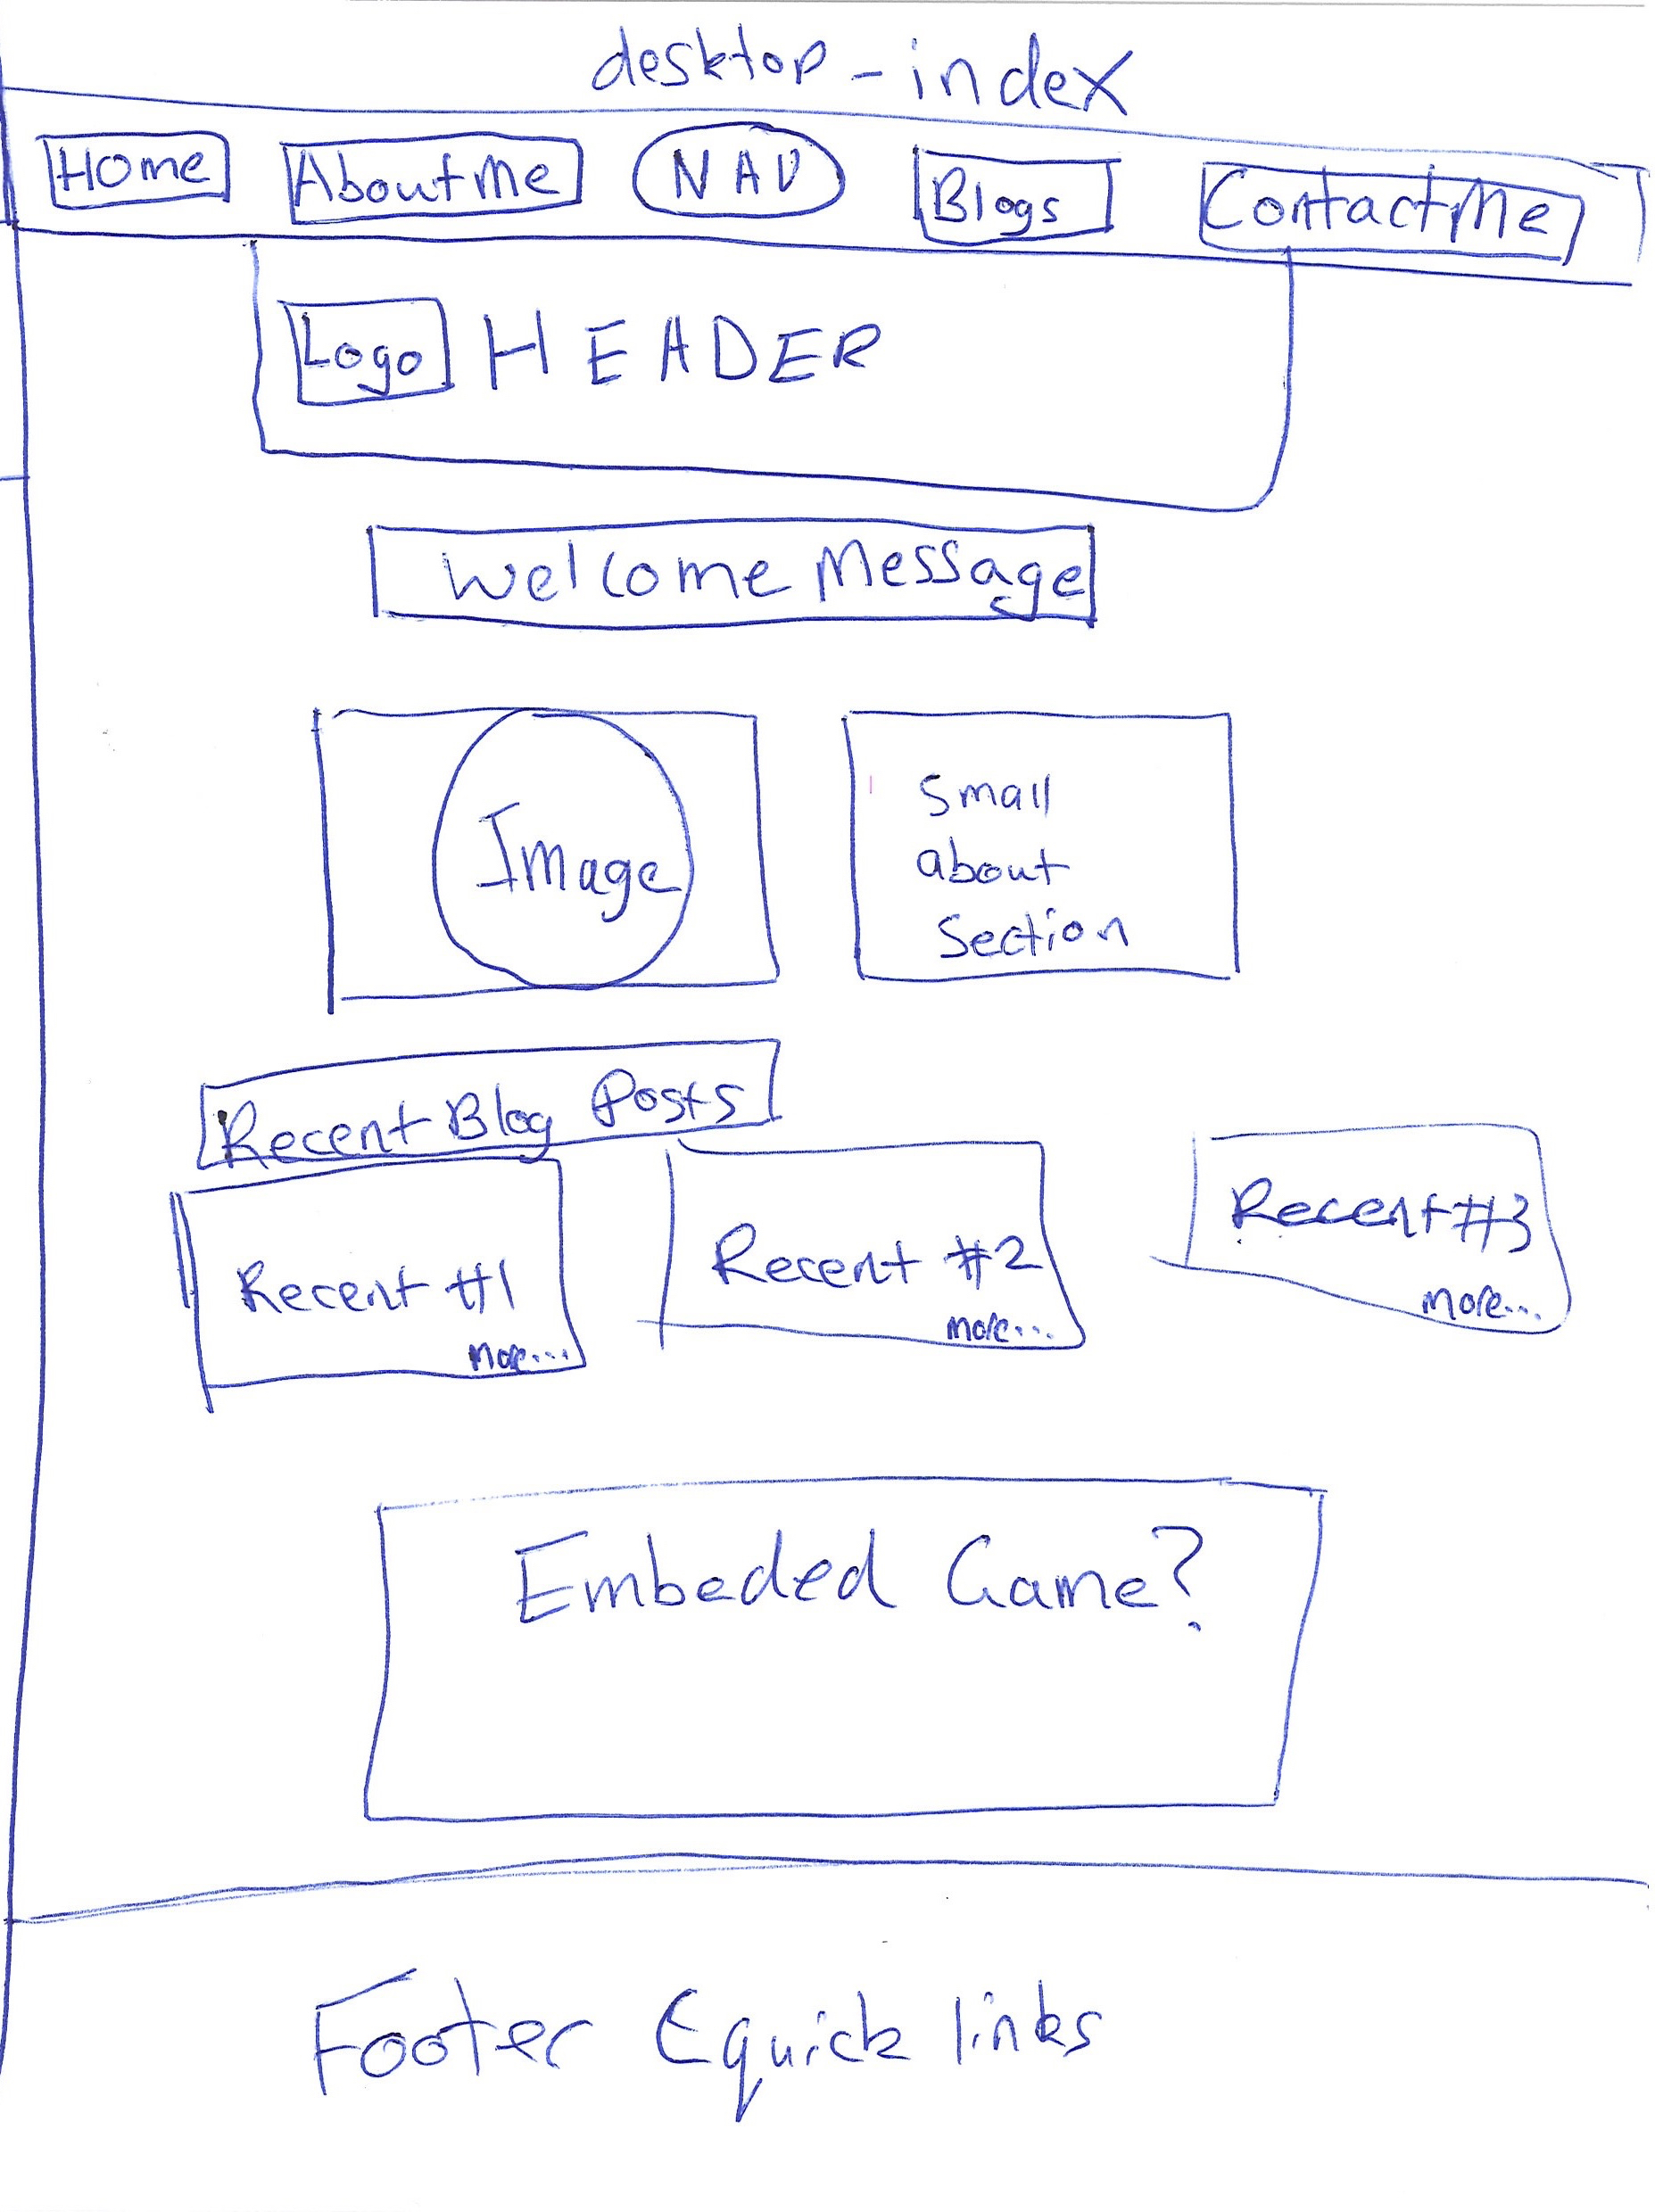 desktop - index
Home AboutMe NAV Blogs ContactMe
Logo HEADER
Welcome Message
Image
Small
about
Section
Recent Blog Posts
Recent #1
more...
Recent #2
more...
Recent #3
more...
Embeded Game?
Footer quick links